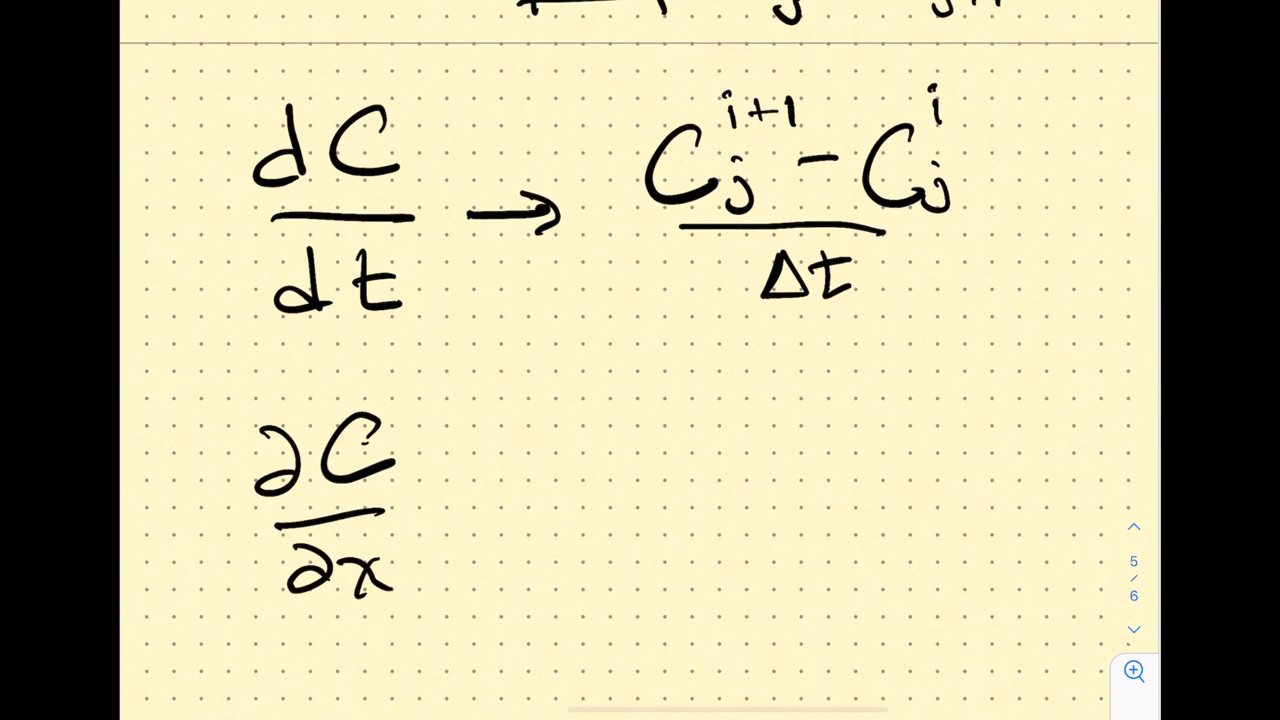 dC/dt → (C_j^{i+1} - C_j^i)/Δt
∂C/∂x
5
/
6